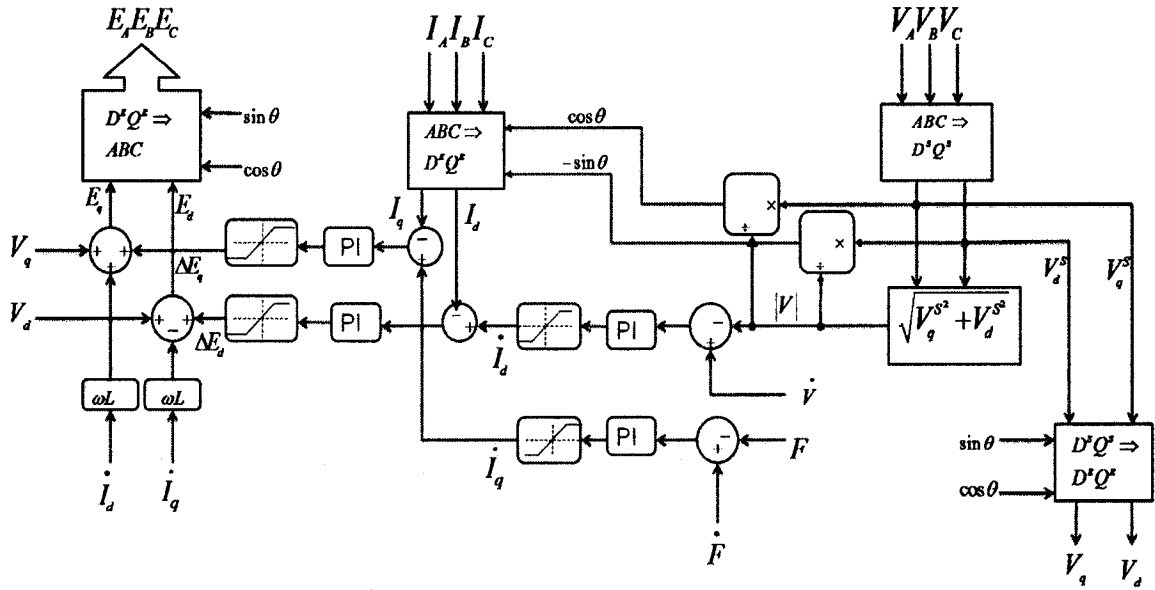 E_A E_B E_C
I_A I_B I_C
V_A V_B V_C
D^z Q^z ⇒
ABC
sin θ
cos θ
ABC ⇒
D^z Q^z
cos θ
−sin θ
ABC ⇒
D^s Q^s
× ÷
× ÷
E_q
E_d
I_q
I_d
V_q
+ + +
ΔE_q
PI
−
V_d^S
V_q^S
V_d
+ − −
ΔE_d
PI
− −
İ_d
PI
− +
|V|
√V_q^{S²} + V_d^{S²}
V̇
ωL
ωL
İ_d
İ_q
İ_q
PI
− +
F
Ḟ
sin θ
cos θ
D^s Q^s ⇒
D^z Q^z
V_q
V_d